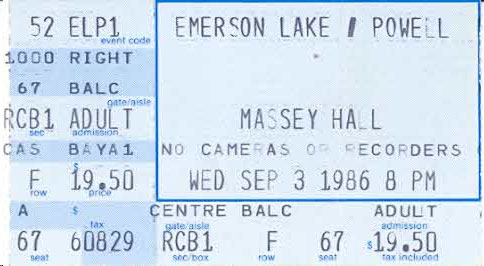 52 ELP1 EMERSON LAKE / POWELL
event code
1000 RIGHT
67 BALC
gate/aisle
RCB1 ADULT MASSEY HALL
sec admission
CAS BAYA1 NO CAMERAS OR RECORDERS
$
F 19.50 WED SEP 3 1986 8 PM
row price
A $ CENTRE BALC ADULT
tax gate/aisle admission
67 60829 RCB1 F 67 $19.50
seat sec/box row seat tax included